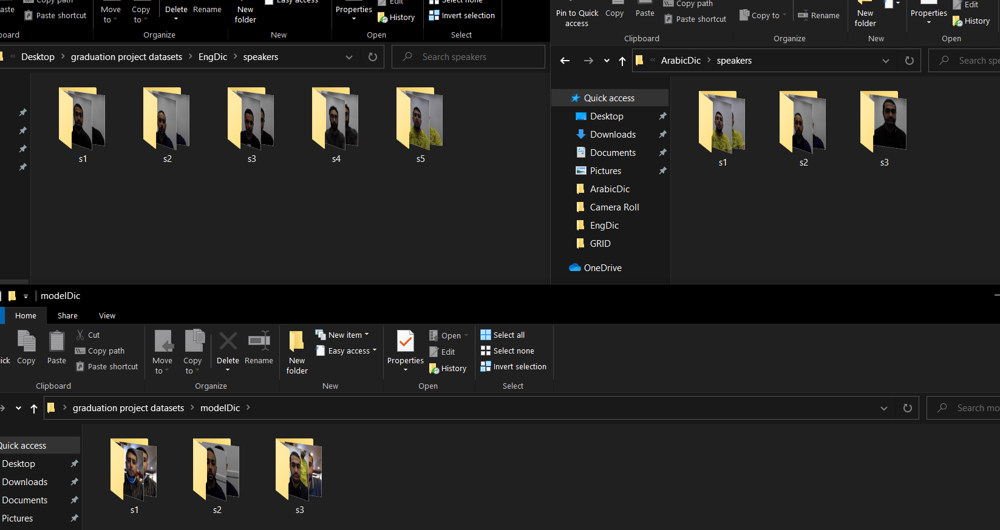 Copy path
Easy access
Edit
Select none
aste
Paste shortcut
Move to
Copy to
Delete
Rename
New folder
Properties
History
Invert selection
oard
Organize
New
Open
Select
« Desktop > graduation project datasets > EngDic > speakers
Search speakers
s1
s2
s3
s4
s5
Pin to Quick access
Copy
Paste
Copy path
Paste shortcut
Copy to
Rename
New folder
Properties
Edit
History
Clipboard
Organize
New
Open
« ArabicDic > speakers
Search spe
Quick access
Desktop
Downloads
Documents
Pictures
ArabicDic
Camera Roll
EngDic
GRID
OneDrive
s1
s2
s3
modelDic
Home
Share
View
ick
Copy
Paste
Cut
Copy path
Paste shortcut
Move to
Copy to
Delete
Rename
New folder
New item
Easy access
Properties
Open
Edit
History
Select all
Select none
Invert selection
Clipboard
Organize
New
Open
Select
> graduation project datasets > modelDic >
Search mo
Quick access
Desktop
Downloads
Documents
Pictures
s1
s2
s3